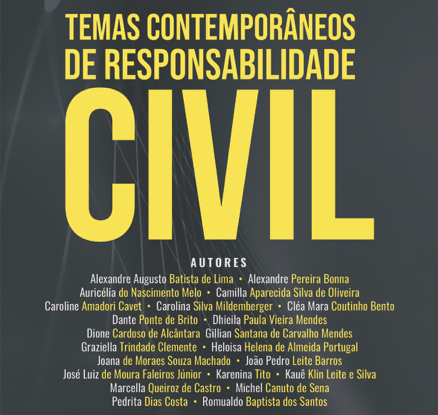 TEMAS CONTEMPORÂNEOS
DE RESPONSABILIDADE
CIVIL
AUTORES
Alexandre Augusto Batista de Lima • Alexandre Pereira Bonna
Auricélia do Nascimento Melo • Camilla Aparecida Silva de Oliveira
Caroline Amadori Cavet • Carolina Silva Mildemberger • Cléa Mara Coutinho Bento
Dante Ponte de Brito • Dhieila Paula Vieira Mendes
Dione Cardoso de Alcântara Gillian Santana de Carvalho Mendes
Graziella Trindade Clemente • Heloisa Helena de Almeida Portugal
Joana de Moraes Souza Machado • João Pedro Leite Barros
José Luiz de Moura Faleiros Júnior • Karenina Tito • Kauê Klin Leite e Silva
Marcella Queiroz de Castro • Michel Canuto de Sena
Pedrita Dias Costa • Romualdo Baptista dos Santos